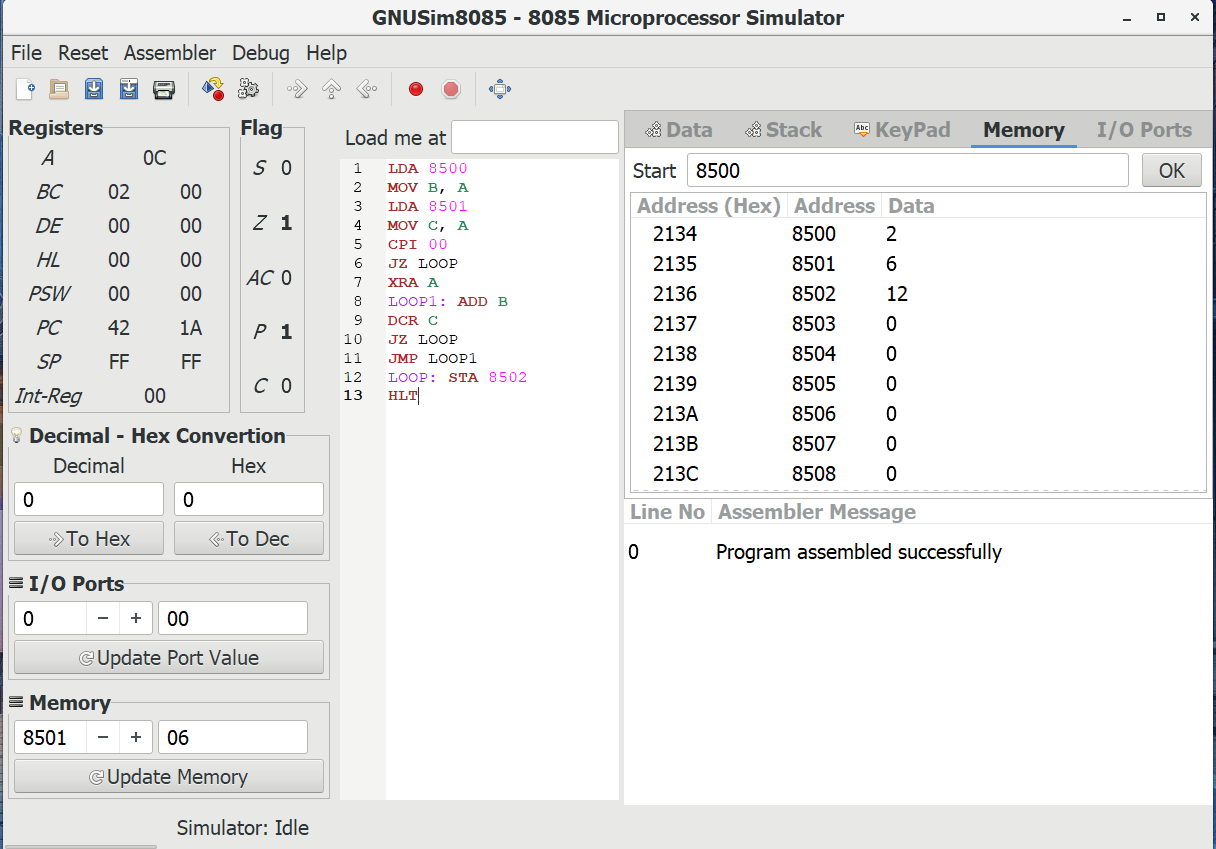 GNUSim8085 - 8085 Microprocessor Simulator
File Reset Assembler Debug Help
Registers
A 0C
BC 02 00
DE 00 00
HL 00 00
PSW 00 00
PC 42 1A
SP FF FF
Int-Reg 00
Flag
S 0
Z 1
AC 0
P 1
C 0
Decimal - Hex Convertion
Decimal Hex
0 0
To Hex To Dec
I/O Ports
0 − + 00
Update Port Value
Memory
8501 − + 06
Update Memory
Load me at
1 LDA 8500
2 MOV B, A
3 LDA 8501
4 MOV C, A
5 CPI 00
6 JZ LOOP
7 XRA A
8 LOOP1: ADD B
9 DCR C
10 JZ LOOP
11 JMP LOOP1
12 LOOP: STA 8502
13 HLT
Data Stack Abc KeyPad Memory I/O Ports
Start 8500 OK
Address (Hex) Address Data
2134 8500 2
2135 8501 6
2136 8502 12
2137 8503 0
2138 8504 0
2139 8505 0
213A 8506 0
213B 8507 0
213C 8508 0
Line No Assembler Message
0 Program assembled successfully
Simulator: Idle